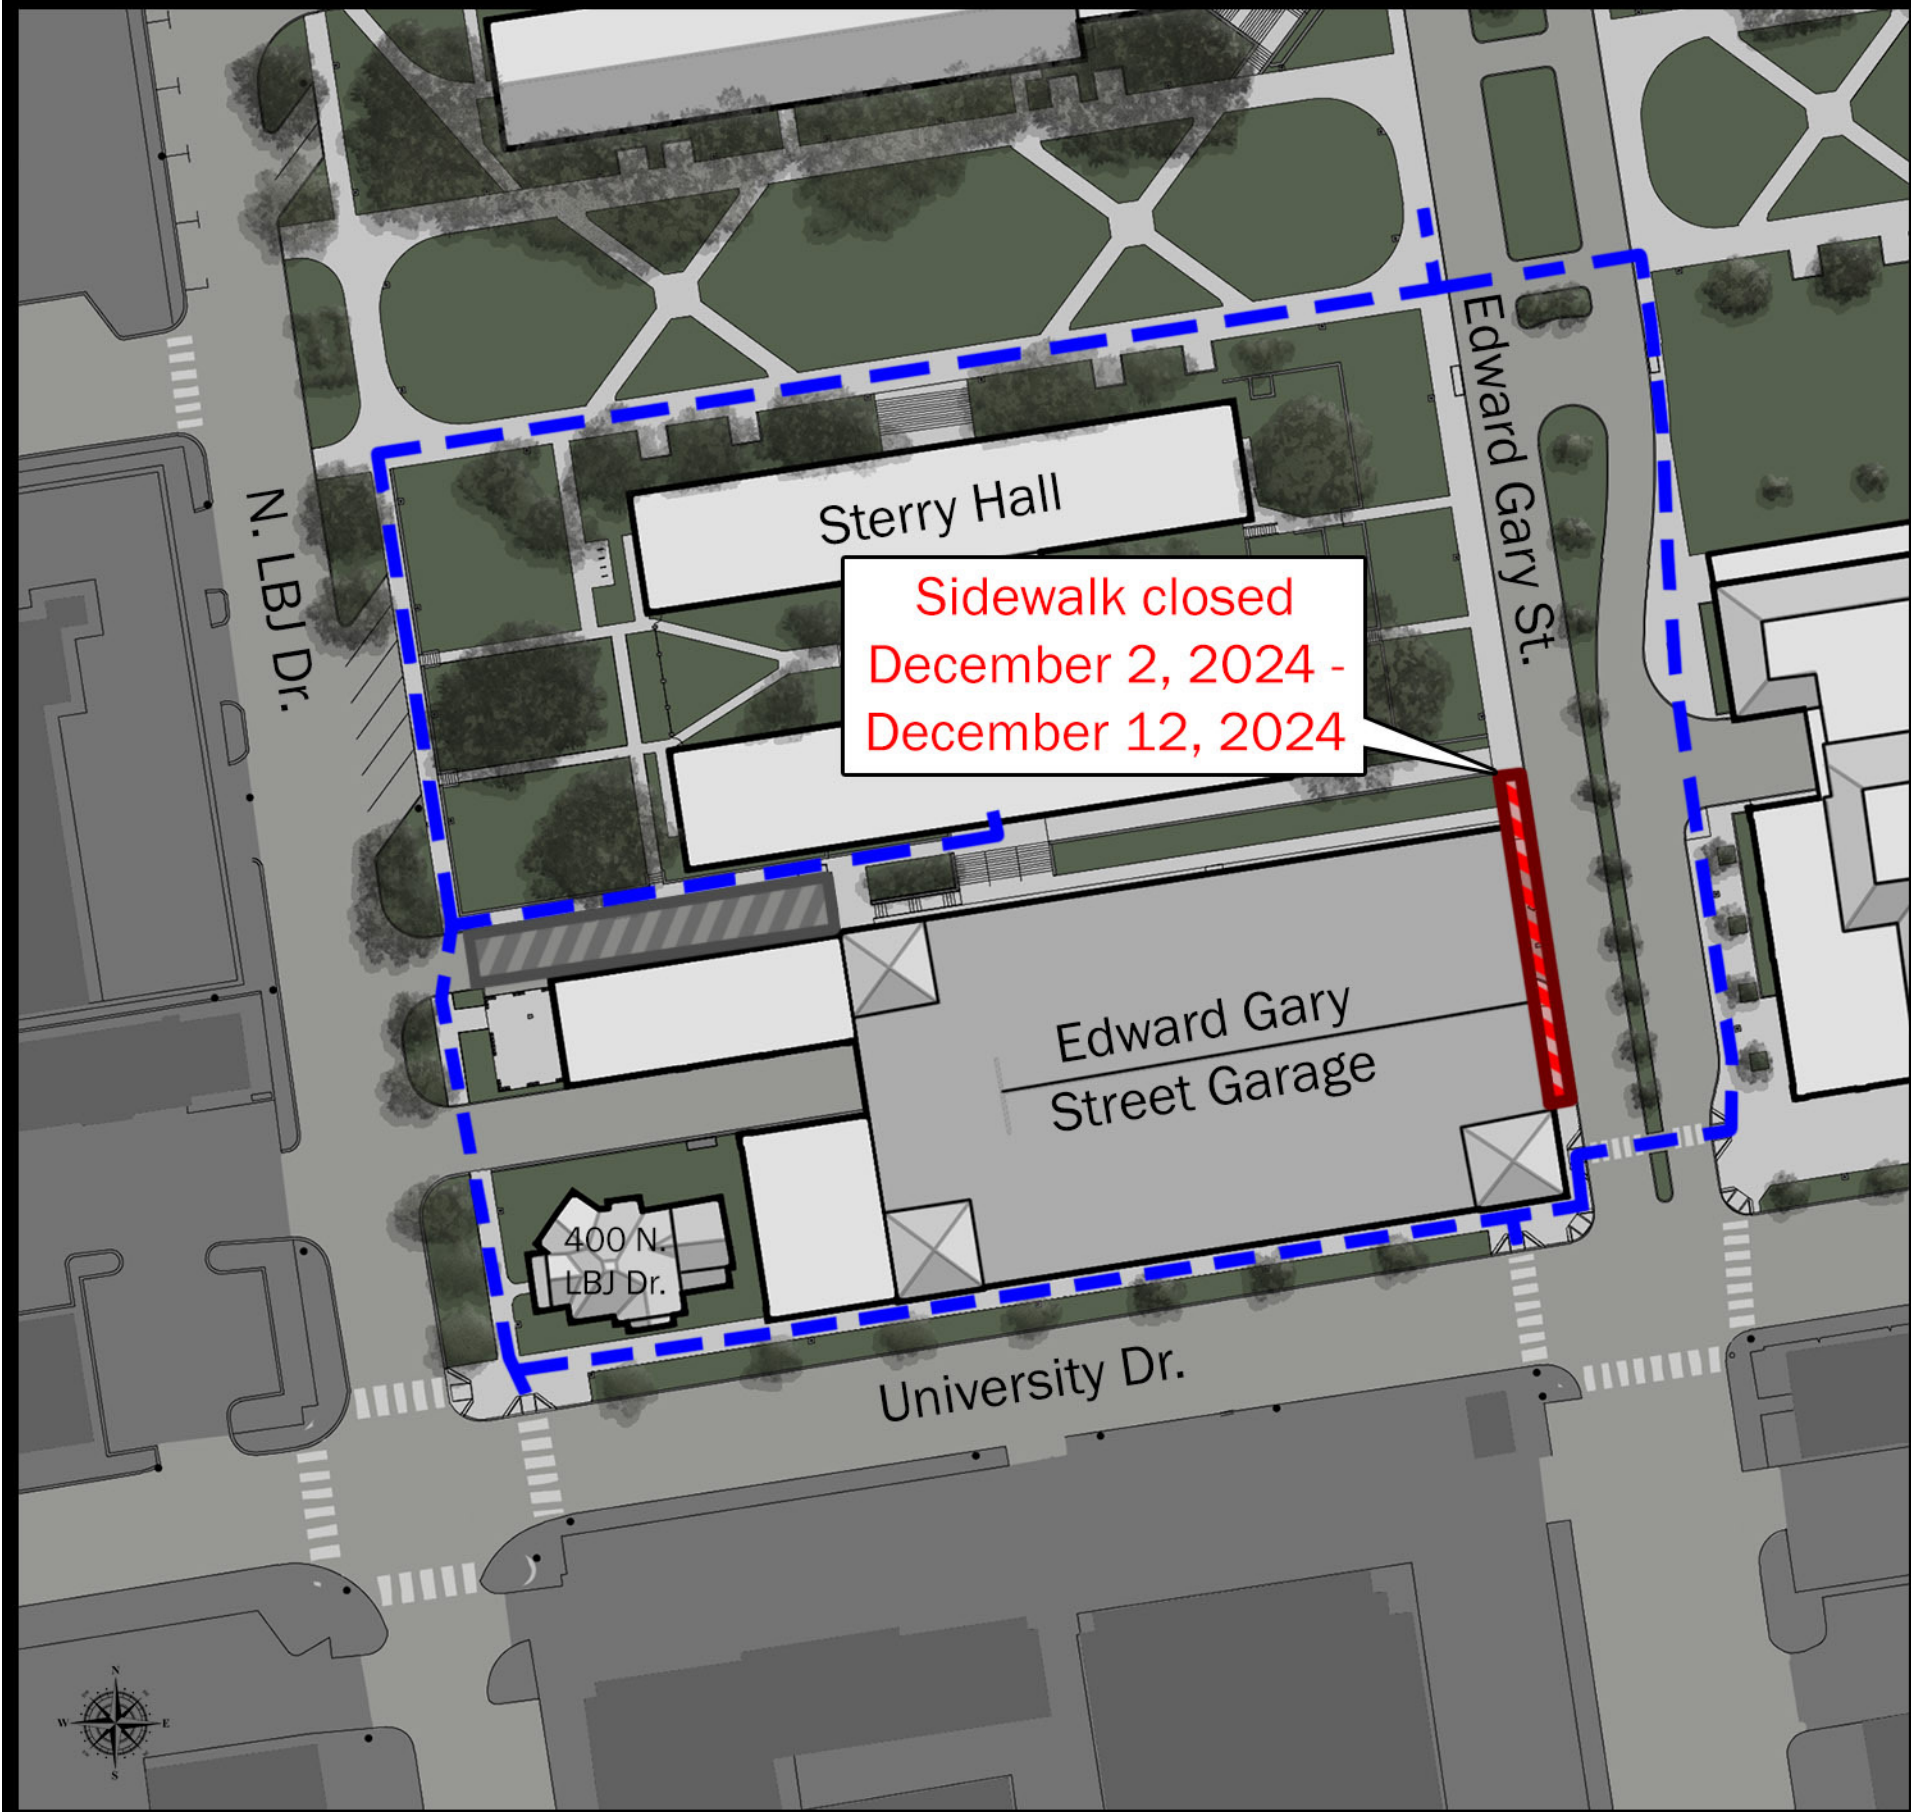 Edward Gary St.
N. LBJ Dr.
Sterry Hall
Sidewalk closed
December 2, 2024 -
December 12, 2024
Edward Gary
Street Garage
400 N.
LBJ Dr.
University Dr.
N
W
E
S